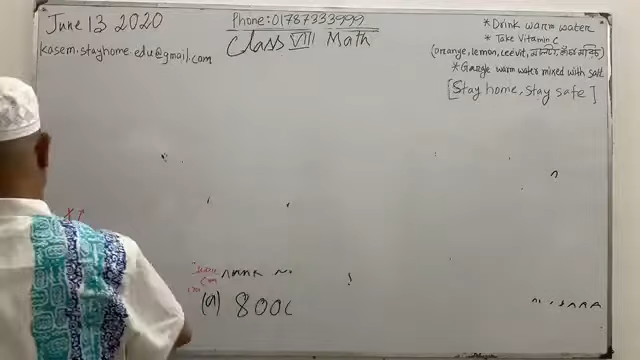 June 13 2020
Phone: 01787333999
kasem.stayhome.edu@gmail.com
Class VIII Math
* Drink warm water
* Take Vitamin C
(orange, lemon, ceevit,
* Gargle warm water mixed with salt
[Stay home, stay safe]
(a) 800